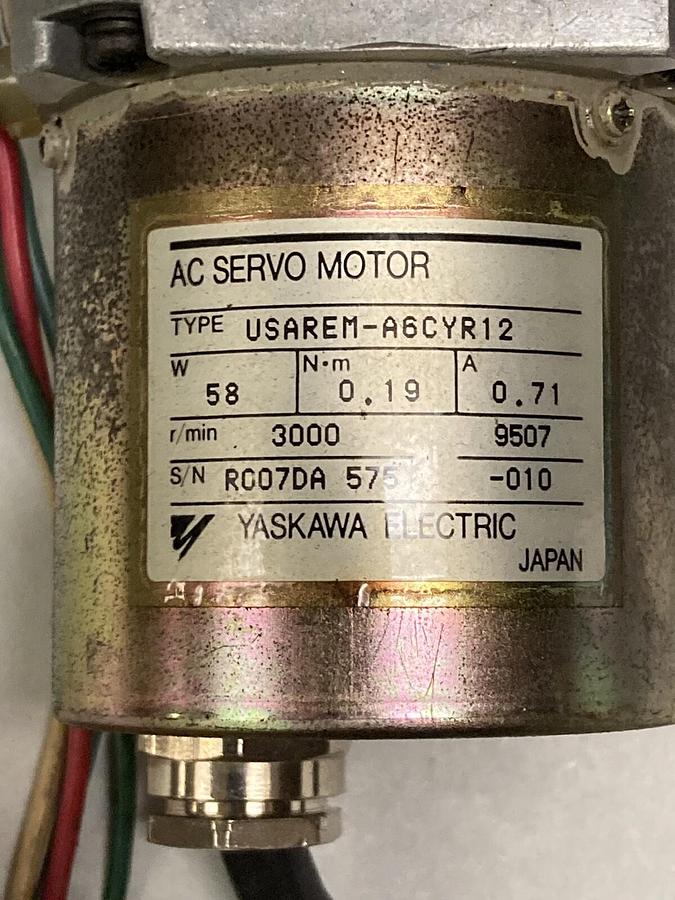 AC SERVO MOTOR
TYPE USAREM-A6CYR12
W N·m A
58 0.19 0.71
r/min 3000 9507
S/N RG07DA 575 -010
YASKAWA ELECTRIC
JAPAN